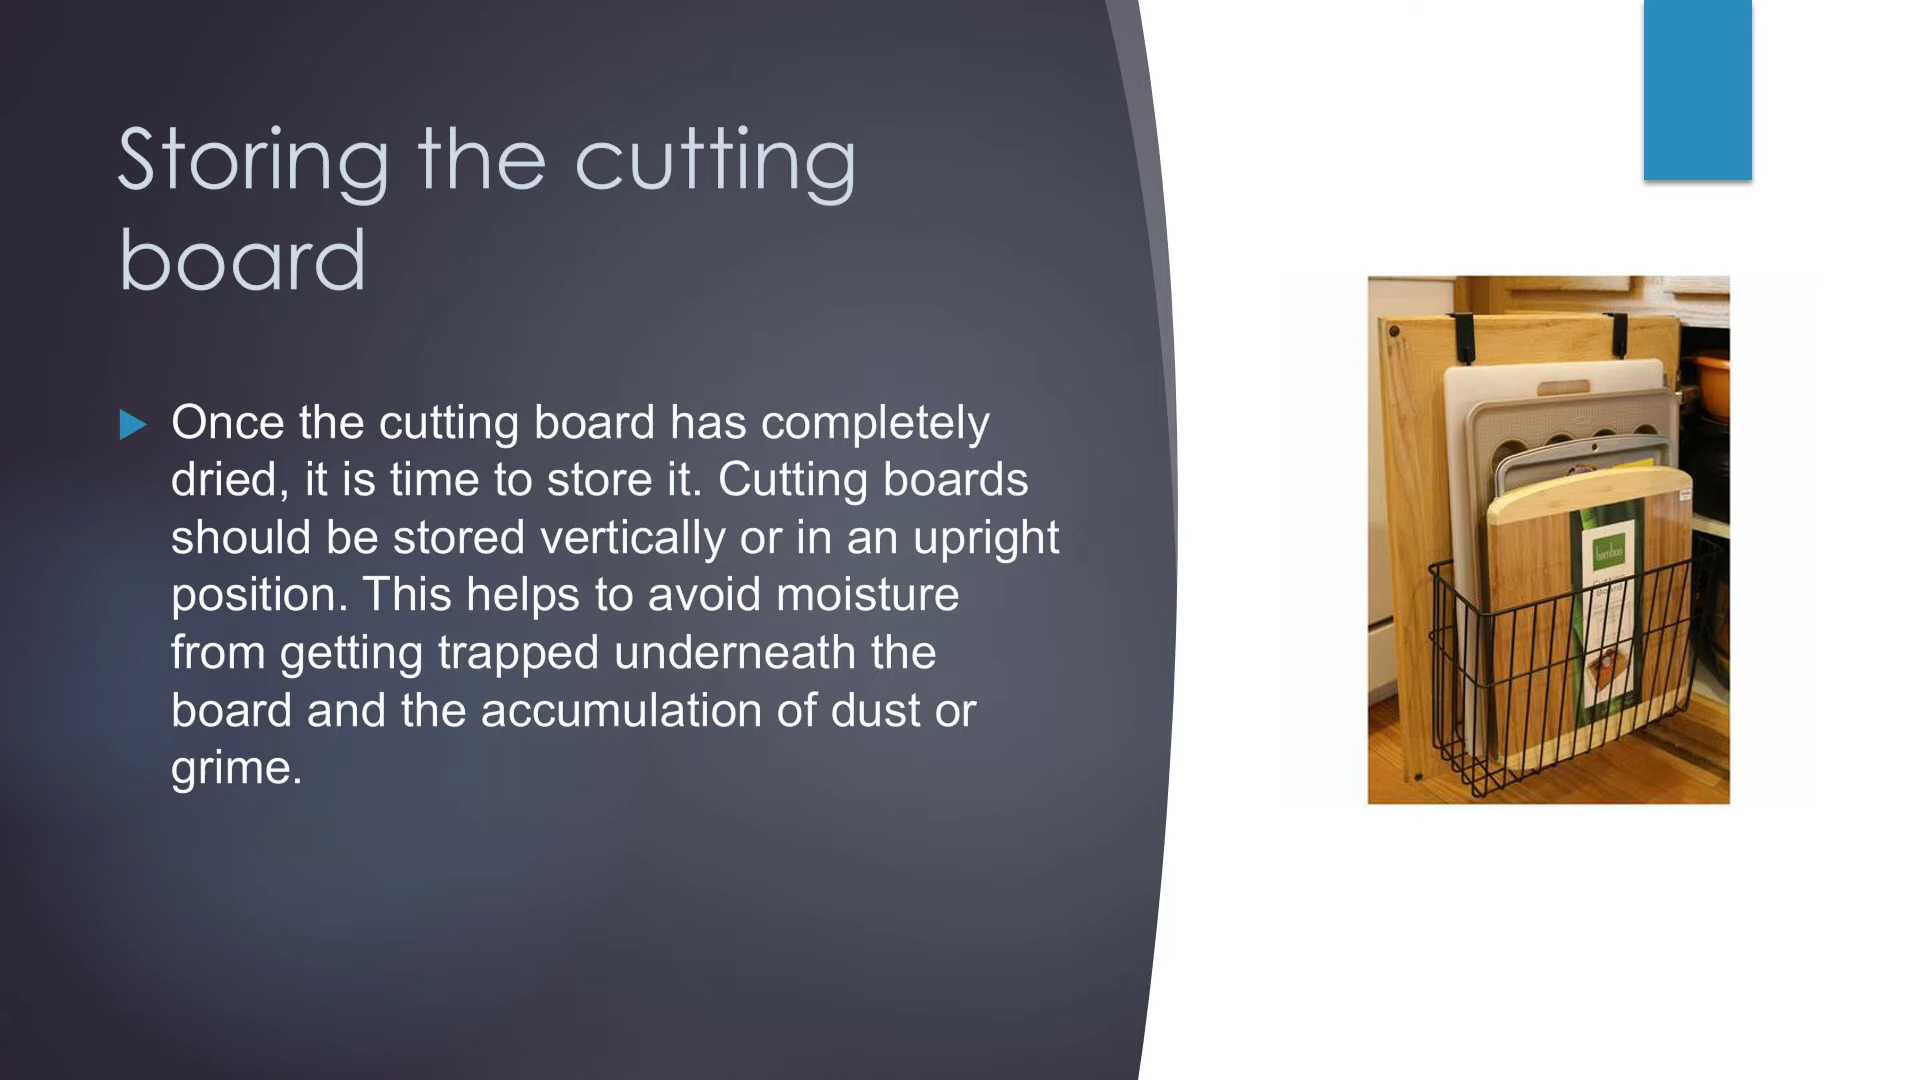 Storing the cutting
board
Once the cutting board has completely
dried, it is time to store it. Cutting boards
should be stored vertically or in an upright
position. This helps to avoid moisture
from getting trapped underneath the
board and the accumulation of dust or
grime.
bamboo